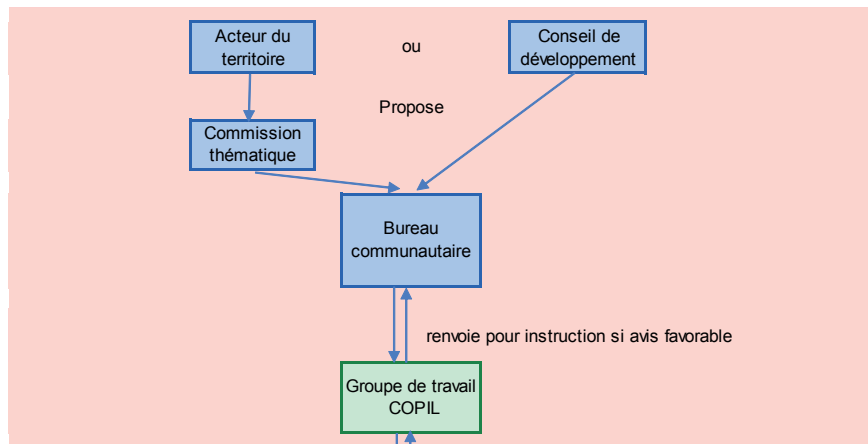 Acteur du
territoire
ou
Conseil de
développement
Propose
Commission
thématique
Bureau
communautaire
renvoie pour instruction si avis favorable
Groupe de travail
COPIL